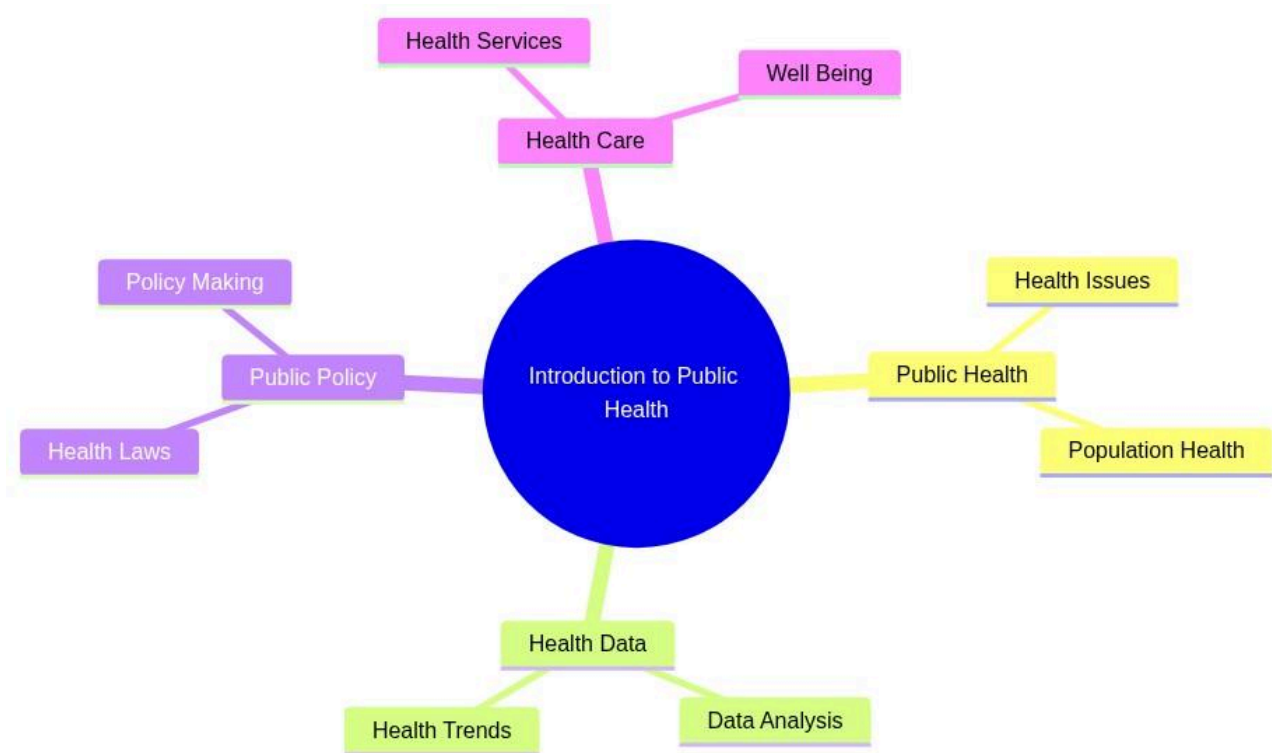 Health Services
Well Being
Health Care
Policy Making
Health Issues
Public Policy
Introduction to Public
Health
Public Health
Health Laws
Population Health
Health Data
Health Trends
Data Analysis